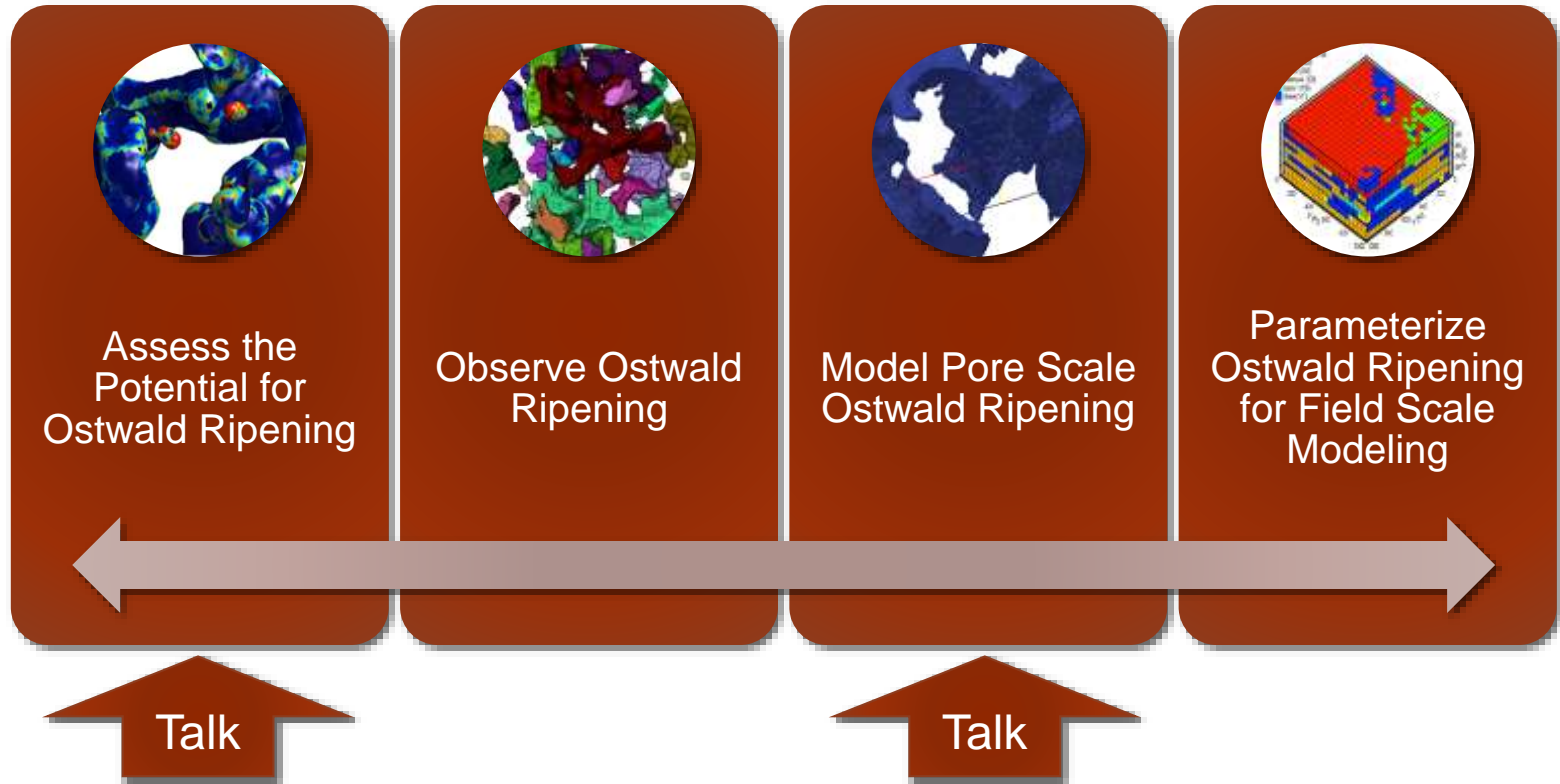 Assess the
Potential for
Ostwald Ripening
Observe Ostwald
Ripening
Model Pore Scale
Ostwald Ripening
Parameterize
Ostwald Ripening
for Field Scale
Modeling
Talk
Talk